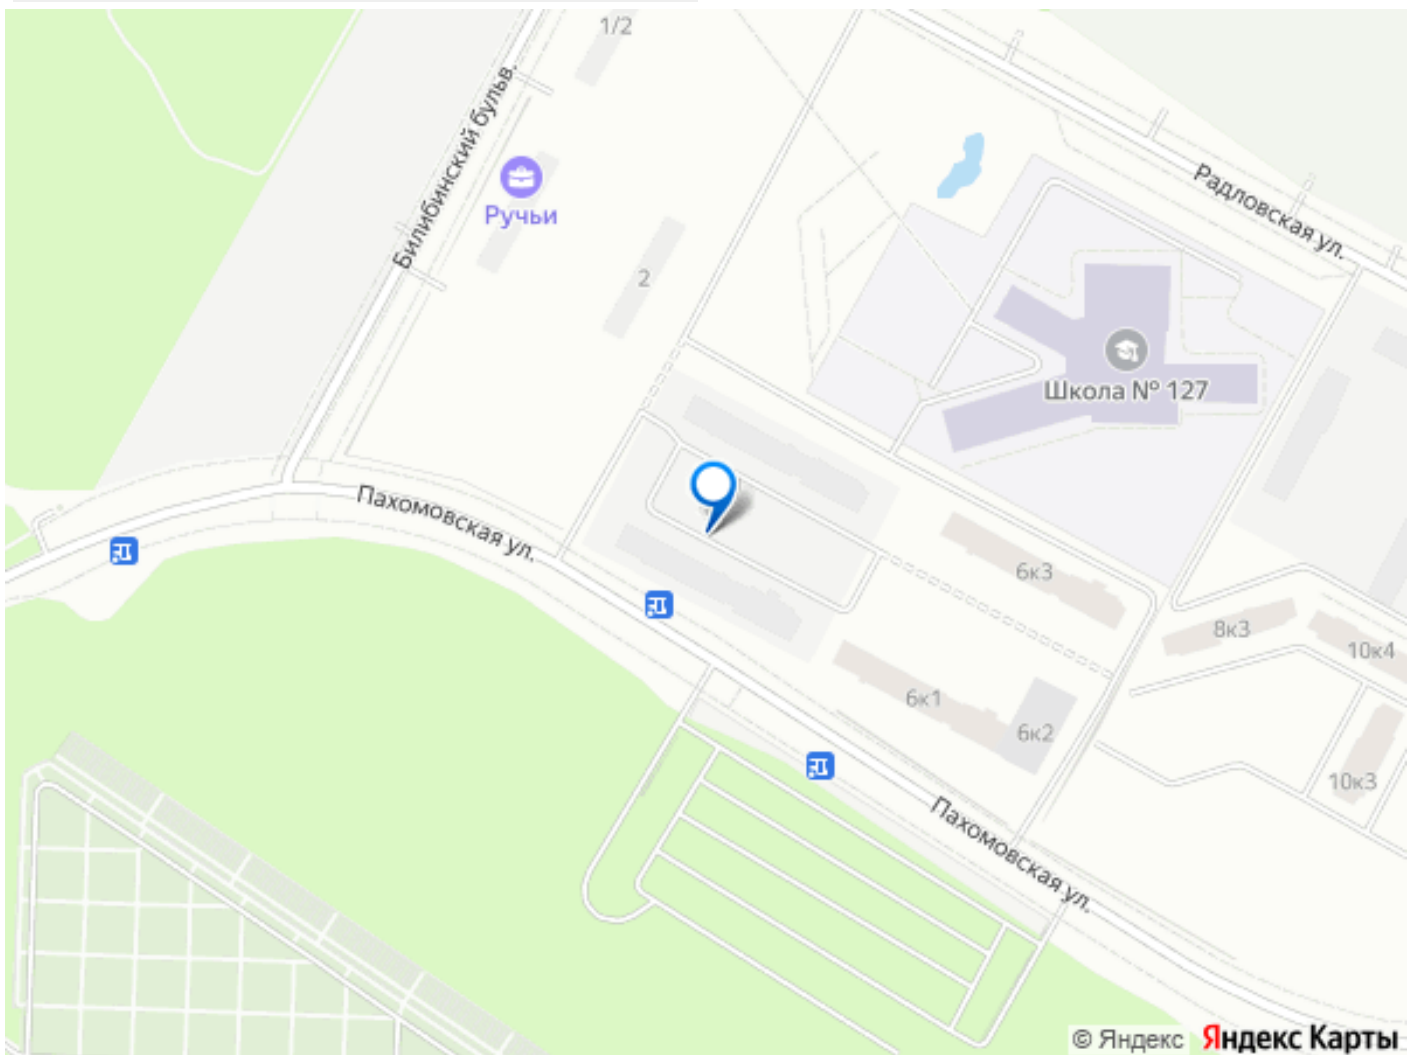 1/2
Билибинский бульв.
Ручьи
2
Радловская ул.
Школа № 127
Пахомовская ул.
6к3
8к3
10к4
6к1
6к2
10к3
Пахомовская ул.
© Яндекс Яндекс Карты